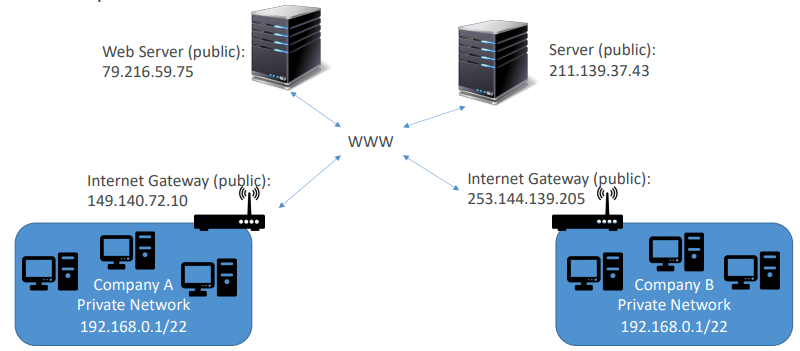 Web Server (public):
79.216.59.75
Server (public):
211.139.37.43
WWW
Internet Gateway (public):
149.140.72.10
Internet Gateway (public):
253.144.139.205
Company A
Private Network
192.168.0.1/22
Company B
Private Network
192.168.0.1/22